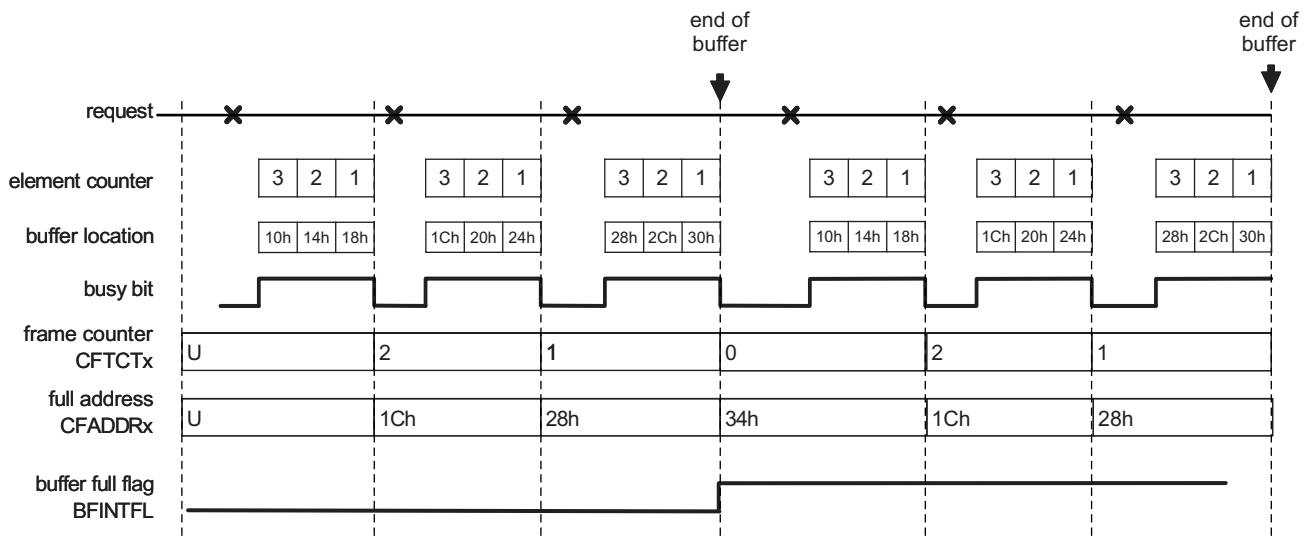 end of
buffer
end of
buffer
request
element counter
3 2 1 3 2 1 3 2 1 3 2 1 3 2 1 3 2 1
buffer location
10h 14h 18h 1Ch 20h 24h 28h 2Ch 30h 10h 14h 18h 1Ch 20h 24h 28h 2Ch 30h
busy bit
frame counter
CFTCTx
U 2 1 0 2 1
full address
CFADDRx
U 1Ch 28h 34h 1Ch 28h
buffer full flag
BFINTFL